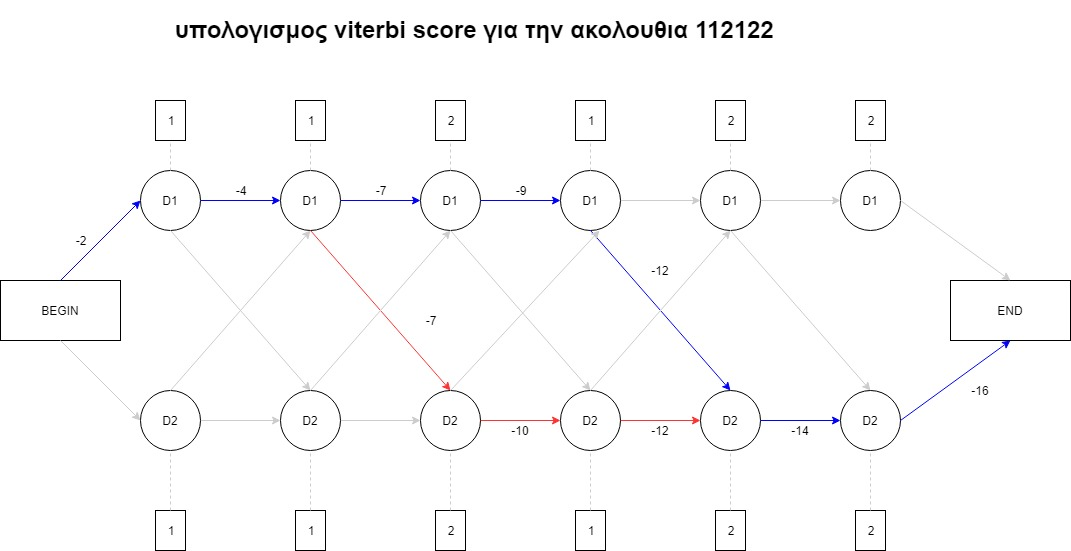 υπολογισμος viterbi score για την ακολουθια 112122
1 1 2 1 2 2
D1 -4 D1 -7 D1 -9 D1 D1 D1
-2
-12
BEGIN END
-7
-16
D2 D2 D2 -10 D2 -12 D2 -14 D2
1 1 2 1 2 2